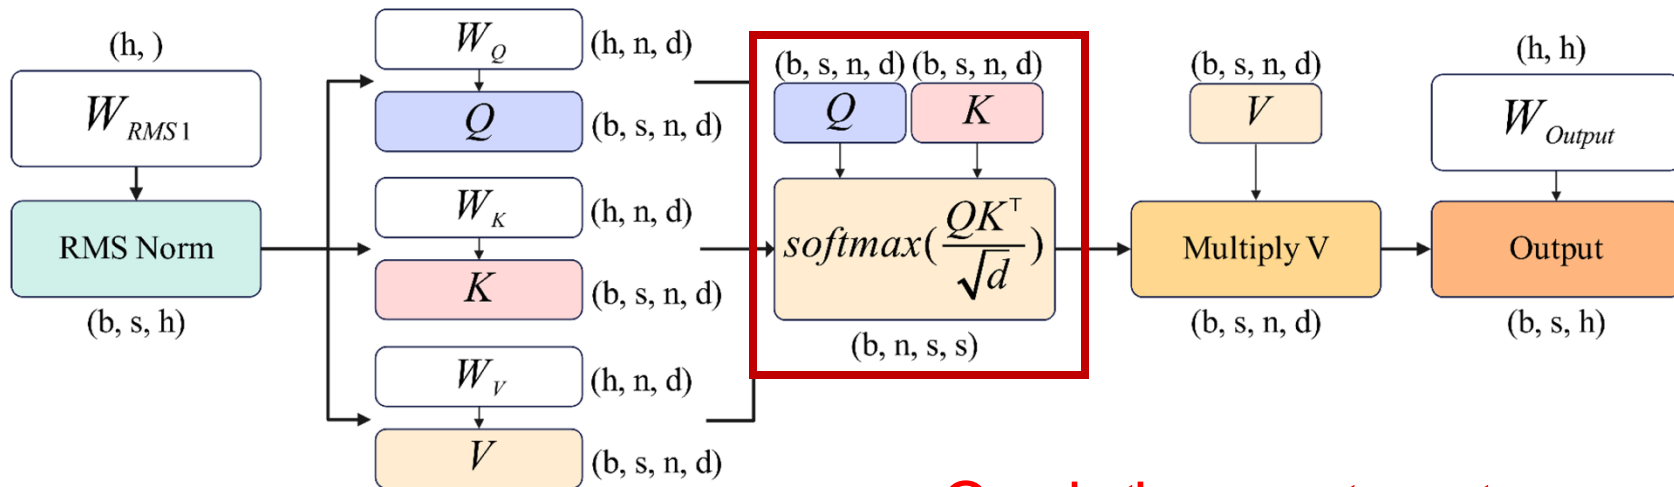 (h, )
W_RMS1
RMS Norm
(b, s, h)
W_Q
(h, n, d)
Q
(b, s, n, d)
W_K
(h, n, d)
K
(b, s, n, d)
W_V
(h, n, d)
V
(b, s, n, d)
(b, s, n, d) (b, s, n, d)
Q K
softmax(QK^⊤/√d)
(b, n, s, s)
(b, s, n, d)
V
Multiply V
(b, s, n, d)
(h, h)
W_Output
Output
(b, s, h)